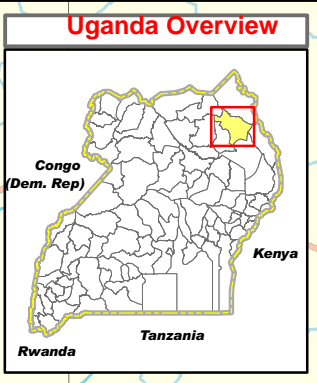 Uganda Overview
Congo
(Dem. Rep)
Kenya
Tanzania
Rwanda